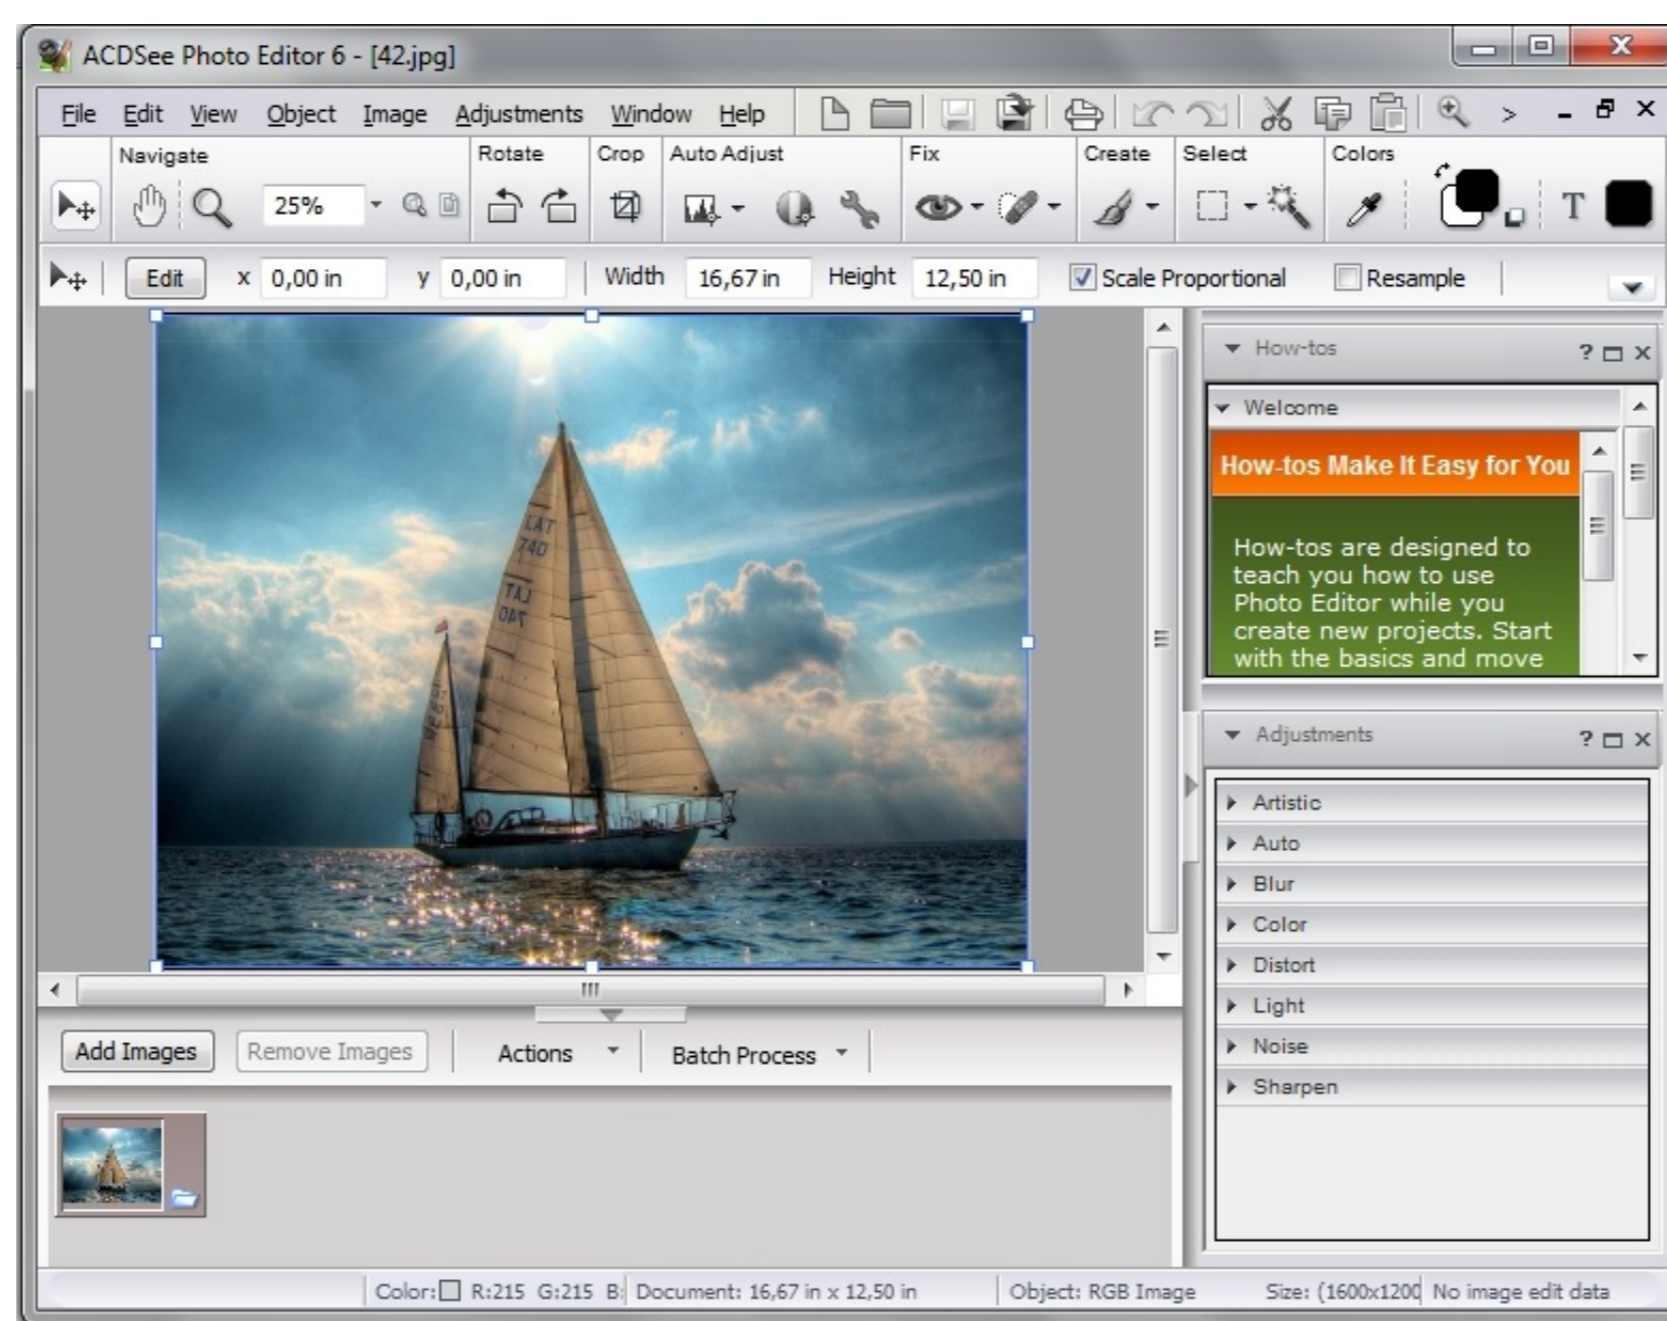 ACDSee Photo Editor 6 - [42.jpg]
File Edit View Object Image Adjustments Window Help >
Navigate Rotate Crop Auto Adjust Fix Create Select Colors
25% T
Edit x 0,00 in y 0,00 in Width 16,67 in Height 12,50 in Scale Proportional Resample
How-tos ?
Welcome
How-tos Make It Easy for You
How-tos are designed to
teach you how to use
Photo Editor while you
create new projects. Start
with the basics and move
LAT
740
LAT
740
Adjustments ?
Artistic
Auto
Blur
Color
Distort
Light
Noise
Sharpen
Add Images Remove Images Actions Batch Process
Color: R:215 G:215 B: Document: 16,67 in x 12,50 in Object: RGB Image Size: (1600x1200 No image edit data